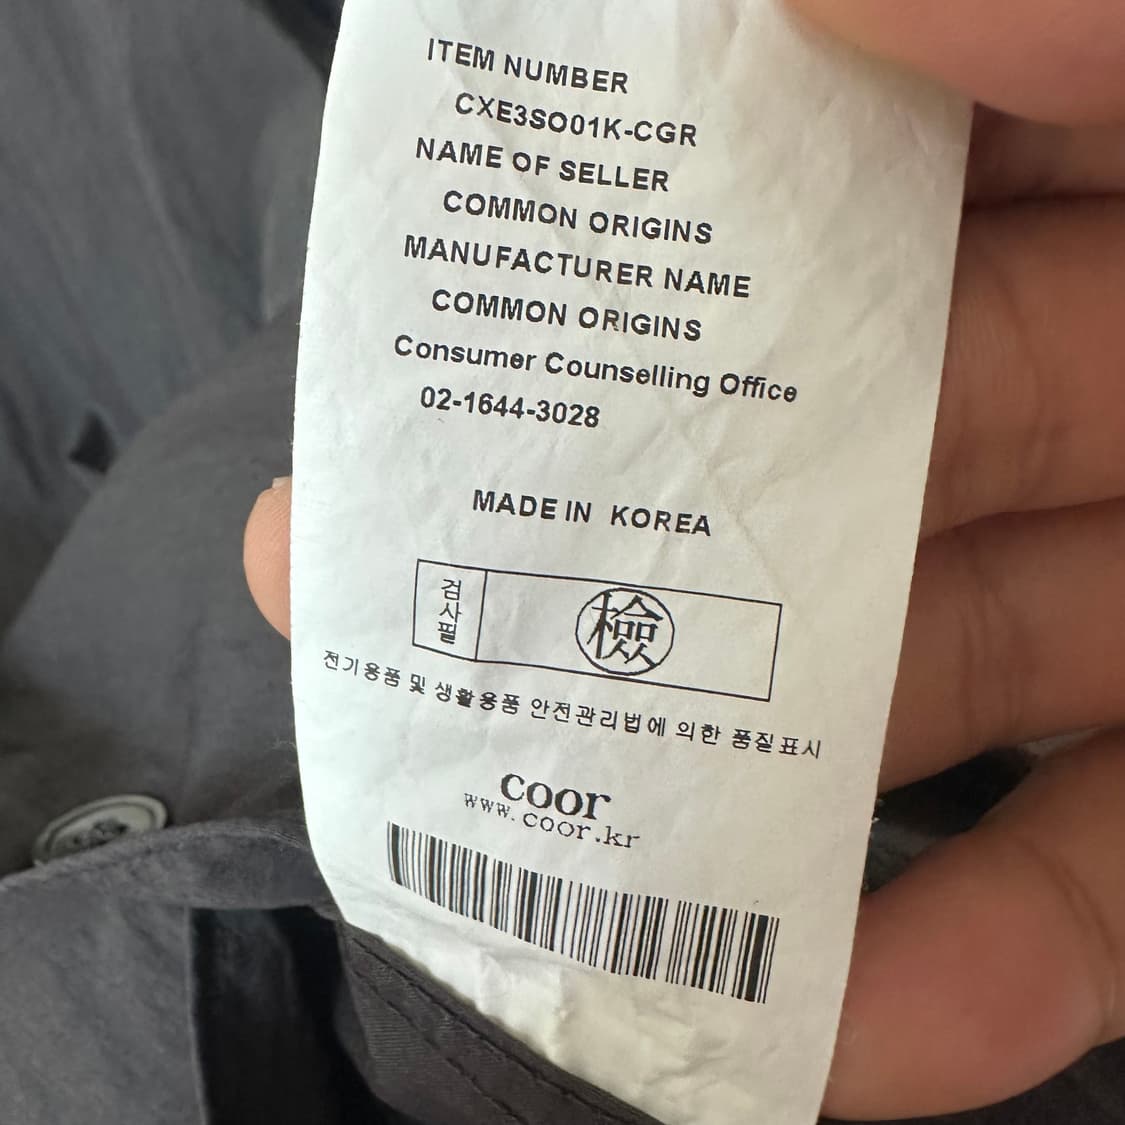 ITEM NUMBER
CXE3SO01K-CGR
NAME OF SELLER
COMMON ORIGINS
MANUFACTURER NAME
COMMON ORIGINS
Consumer Counselling Office
02-1644-3028
MADE IN KOREA
검사필
檢
전기용품 및 생활용품 안전관리법에 의한 품질표시
coor
www.coor.kr